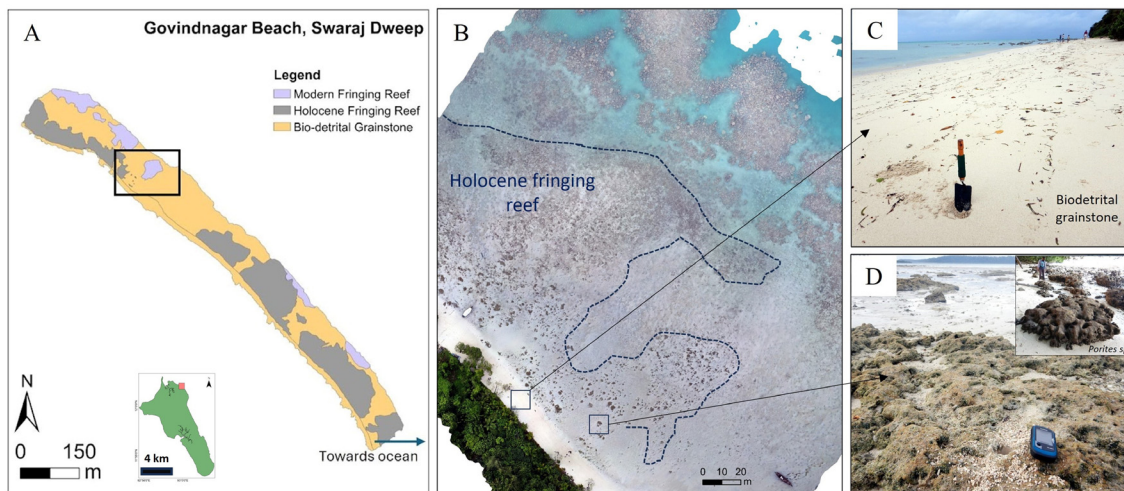 A
Govindnagar Beach, Swaraj Dweep
Legend
Modern Fringing Reef
Holocene Fringing Reef
Bio-detrital Grainstone
N
0 150
m
4 km
Towards ocean
B
Holocene fringing
reef
0 10 20
m
C
Biodetrital
grainstone
D
Porites s